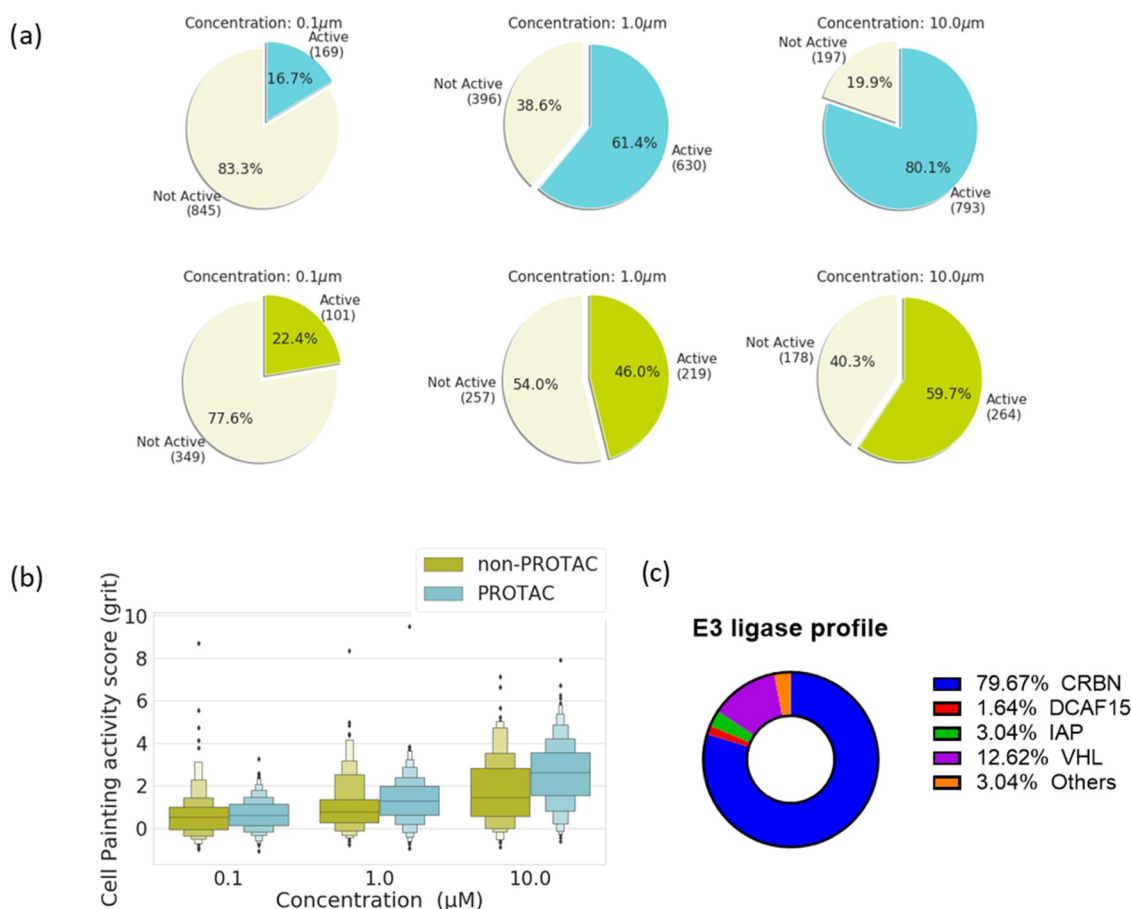 (a)
Concentration: 0.1μm
Active
(169)
16.7%
83.3%
Not Active
(845)
Concentration: 1.0μm
Not Active
(396)
38.6%
61.4%
Active
(630)
Concentration: 10.0μm
Not Active
(197)
19.9%
80.1%
Active
(793)
Concentration: 0.1μm
Active
(101)
22.4%
77.6%
Not Active
(349)
Concentration: 1.0μm
Not Active
(257)
54.0%
46.0%
Active
(219)
Concentration: 10.0μm
Not Active
(178)
40.3%
59.7%
Active
(264)
(b)
non-PROTAC
PROTAC
Cell Painting activity score (grit)
10
8
6
4
2
0
0.1
1.0
10.0
Concentration (μM)
(c)
E3 ligase profile
79.67% CRBN
1.64% DCAF15
3.04% IAP
12.62% VHL
3.04% Others